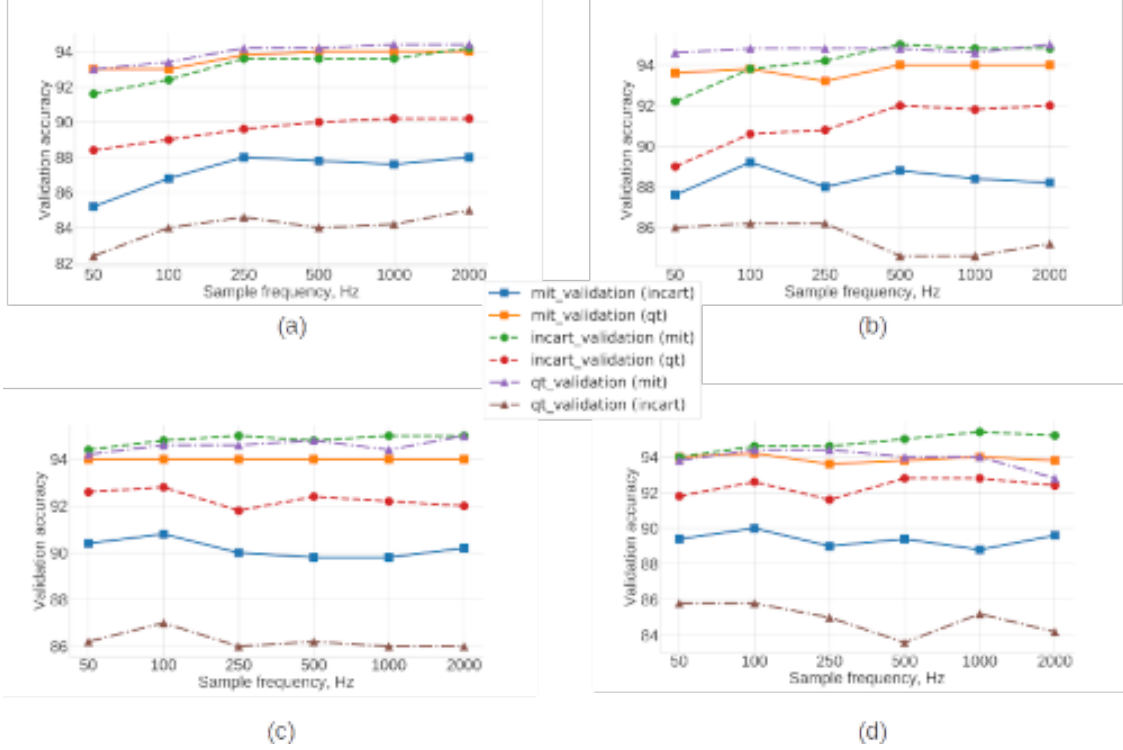 94
92
90
88
86
84
82
Validation accuracy
50 100 250 500 1000 2000
Sample frequency, Hz
(a)
94
92
90
88
86
Validation accuracy
50 100 250 500 1000 2000
Sample frequency, Hz
(b)
mit_validation (incart)
mit_validation (qt)
incart_validation (mit)
incart_validation (qt)
qt_validation (mit)
qt_validation (incart)
94
92
90
88
86
Validation accuracy
50 100 250 500 1000 2000
Sample frequency, Hz
(c)
94
92
90
88
86
84
Validation accuracy
50 100 250 500 1000 2000
Sample frequency, Hz
(d)